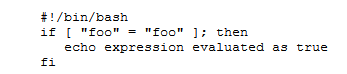 #!/bin/bash
if [ "foo" = "foo" ]; then
   echo expression evaluated as true
fi